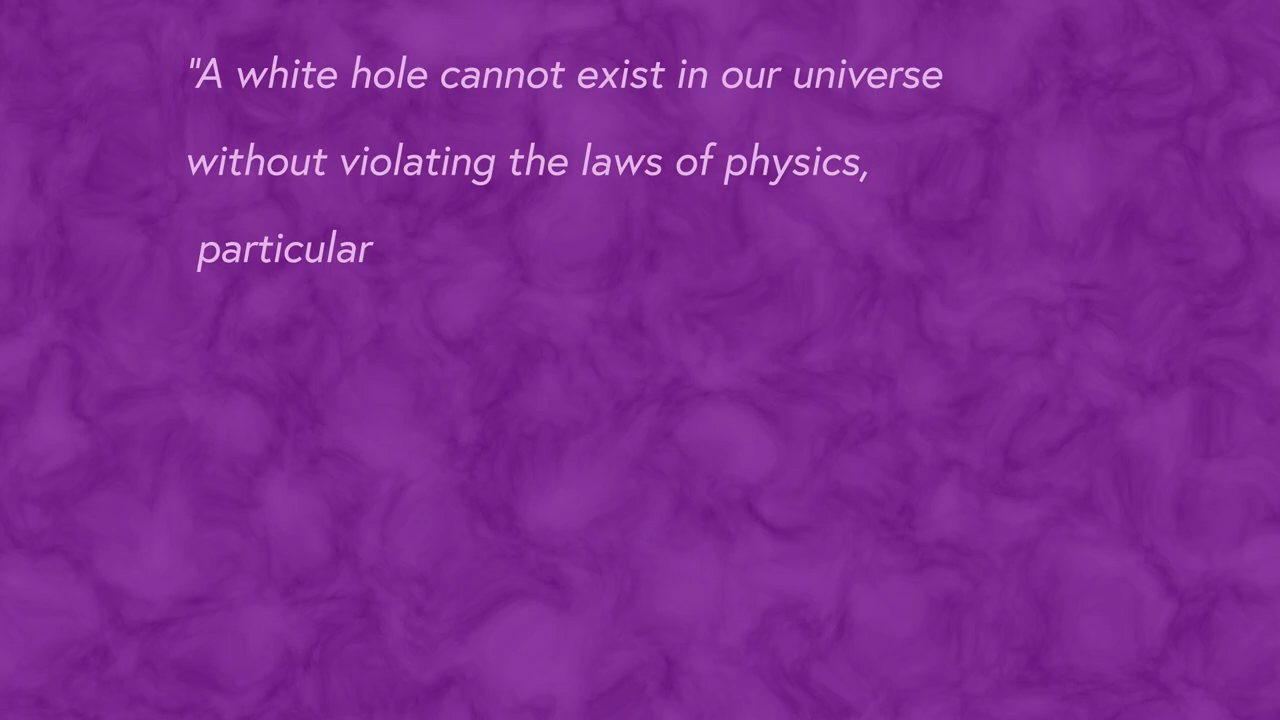 "A white hole cannot exist in our universe
without violating the laws of physics,
particular